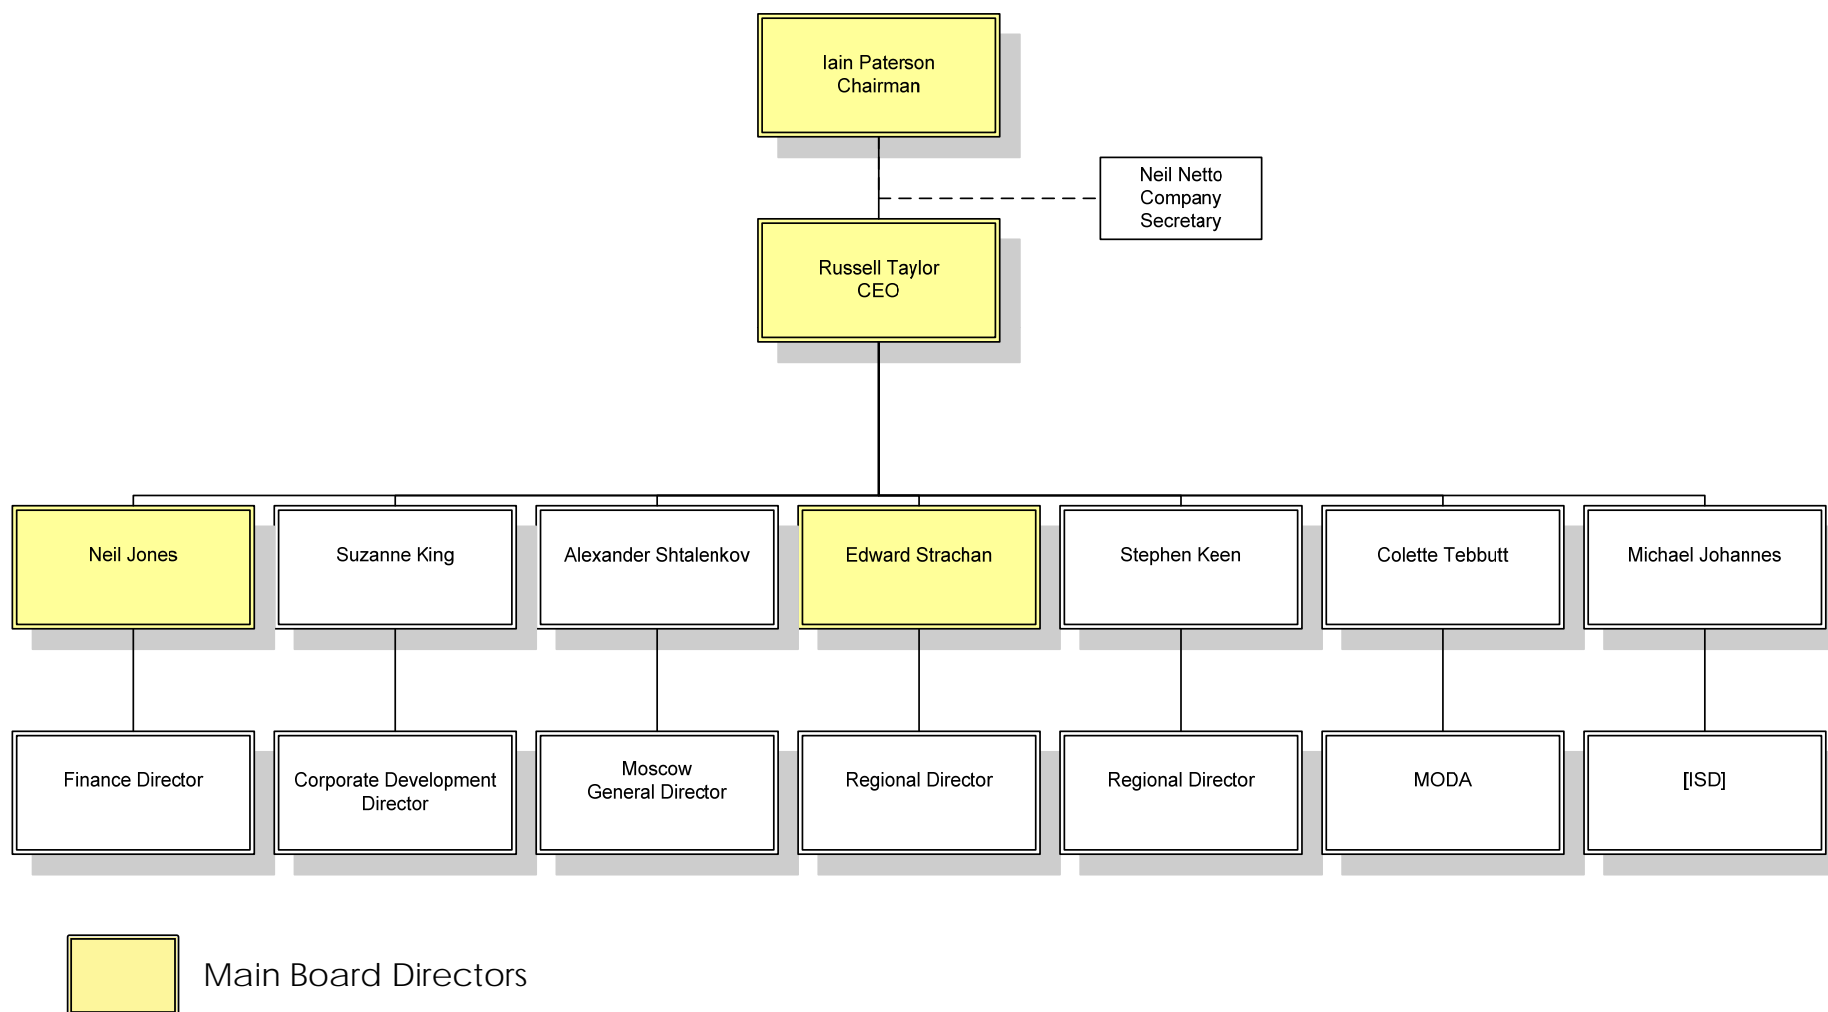 Iain Paterson
Chairman
Neil Netto
Company
Secretary
Russell Taylor
CEO
Neil Jones
Suzanne King
Alexander Shtalenkov
Edward Strachan
Stephen Keen
Colette Tebbutt
Michael Johannes
Finance Director
Corporate Development
Director
Moscow
General Director
Regional Director
Regional Director
MODA
[ISD]
Main Board Directors